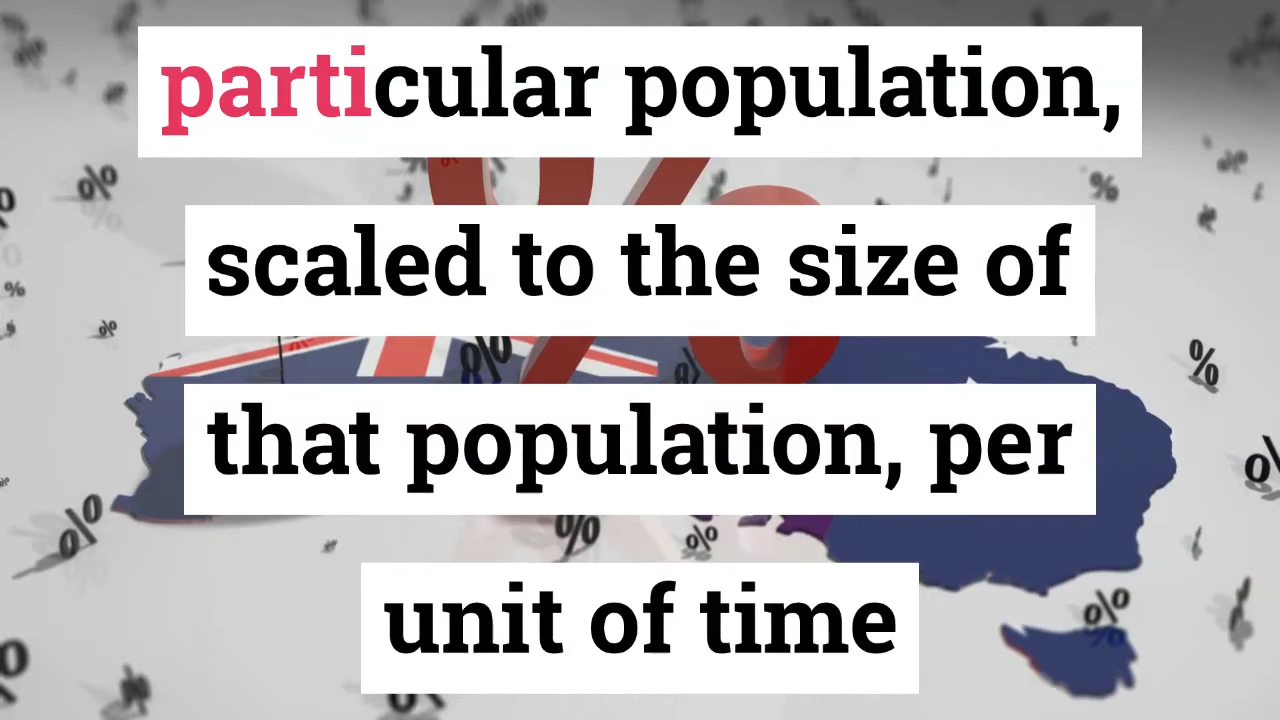 particular population,
scaled to the size of
that population, per
unit of time